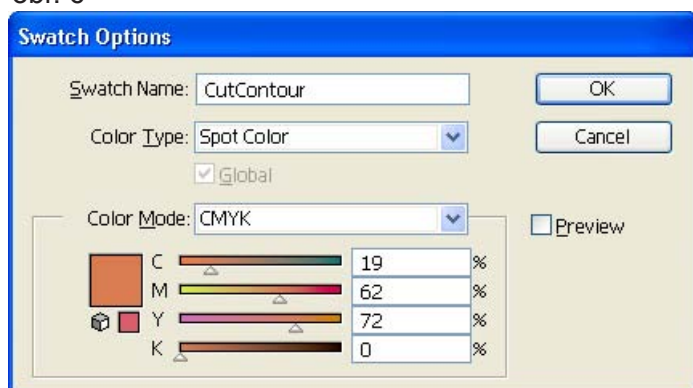 Swatch Options
Swatch Name: CutContour
OK
Color Type: Spot Color
Cancel
Global
Color Mode: CMYK
Preview
C 19 %
M 62 %
Y 72 %
K 0 %